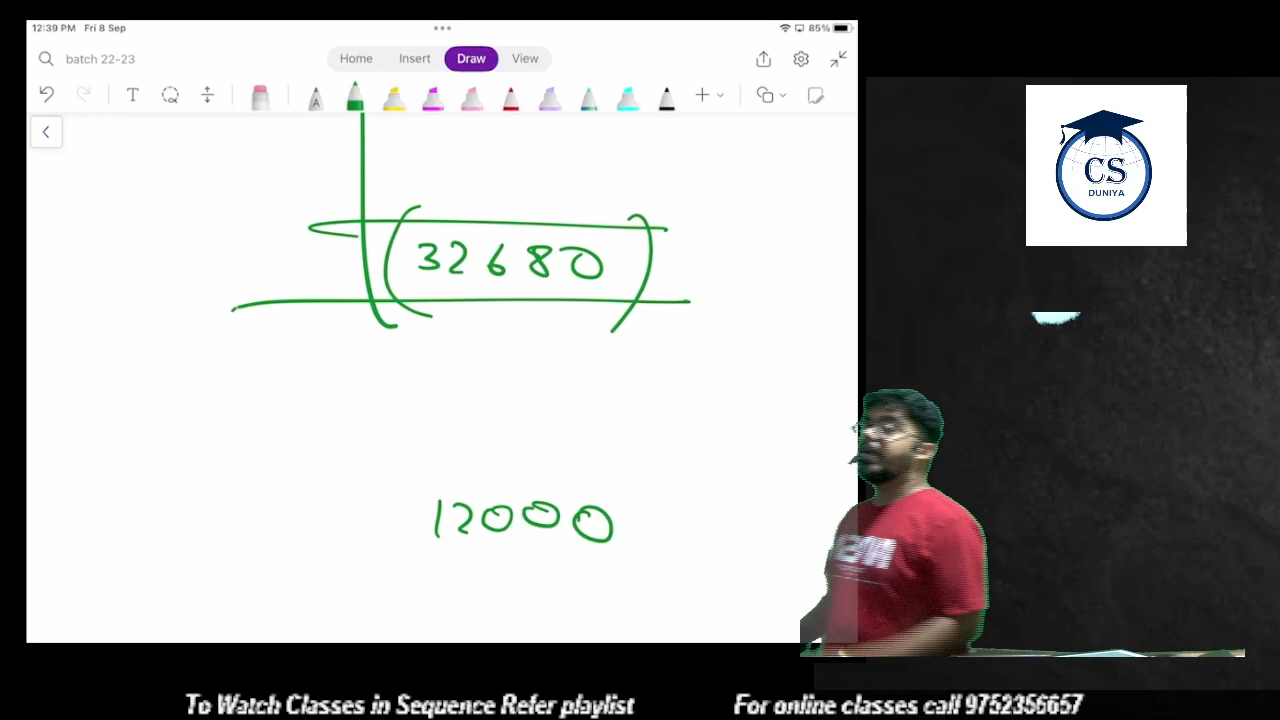 12:39 PM Fri 8 Sep
85%
batch 22-23
Home Insert Draw View
T
A
CS
DUNIYA
32680
12000
To Watch Classes in Sequence Refer playlist
For online classes call 9752356657